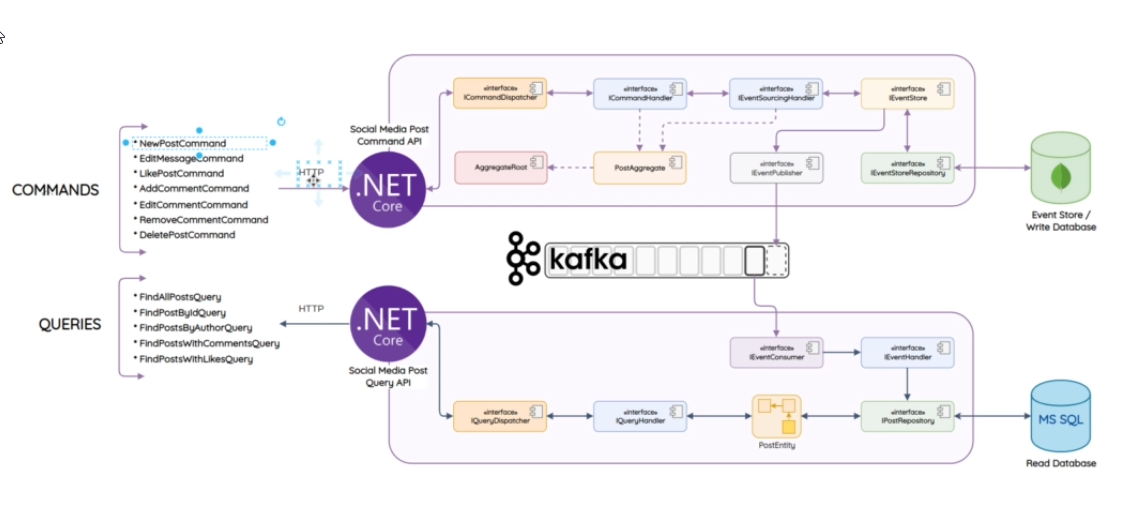 «interface»
ICommandDispatcher
«interface»
ICommandHandler
«interface»
IEventSourcingHandler
«interface»
IEventStore
Social Media Post
Command API
COMMANDS
• NewPostCommand
• EditMessageCommand
• LikePostCommand
• AddCommentCommand
• EditCommentCommand
• RemoveCommentCommand
• DeletePostCommand
HTTP
.NET
Core
AggregateRoot
PostAggregate
«interface»
IEventPublisher
«interface»
IEventStoreRepository
Event Store /
Write Database
kafka
QUERIES
• FindAllPostsQuery
• FindPostByIdQuery
• FindPostsByAuthorQuery
• FindPostsWithCommentsQuery
• FindPostsWithLikesQuery
HTTP
.NET
Core
Social Media Post
Query API
«interface»
IEventConsumer
«interface»
IEventHandler
«interface»
IQueryDispatcher
«interface»
IQueryHandler
PostEntity
«interface»
IPostRepository
MS SQL
Read Database